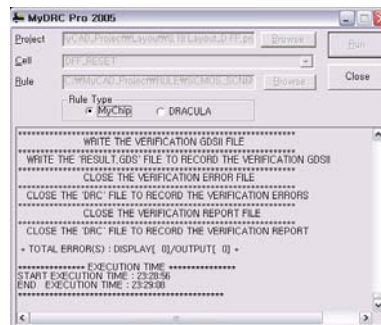 MyDRC Pro 2005
Project
Browse
Run
Cell DFF_RESET
Rule
Browse
Close
Rule Type
MyChip DRACULA
WRITE THE VERIFICATION GDSII FILE
WRITE THE 'RESULT.GDS' FILE TO RECORD THE VERIFICATION GDSII
CLOSE THE VERIFICATION ERROR FILE
CLOSE THE 'DRC' FILE TO RECORD THE VERIFICATION ERRORS
CLOSE THE VERIFICATION REPORT FILE
CLOSE THE 'DRC' FILE TO RECORD THE VERIFICATION REPORT
* TOTAL ERROR(S) : DISPLAY[ 0]/OUTPUT[ 0] *
**************** EXECUTION TIME ****************
START EXECUTION TIME : 23:28:56
END EXECUTION TIME : 23:29:08